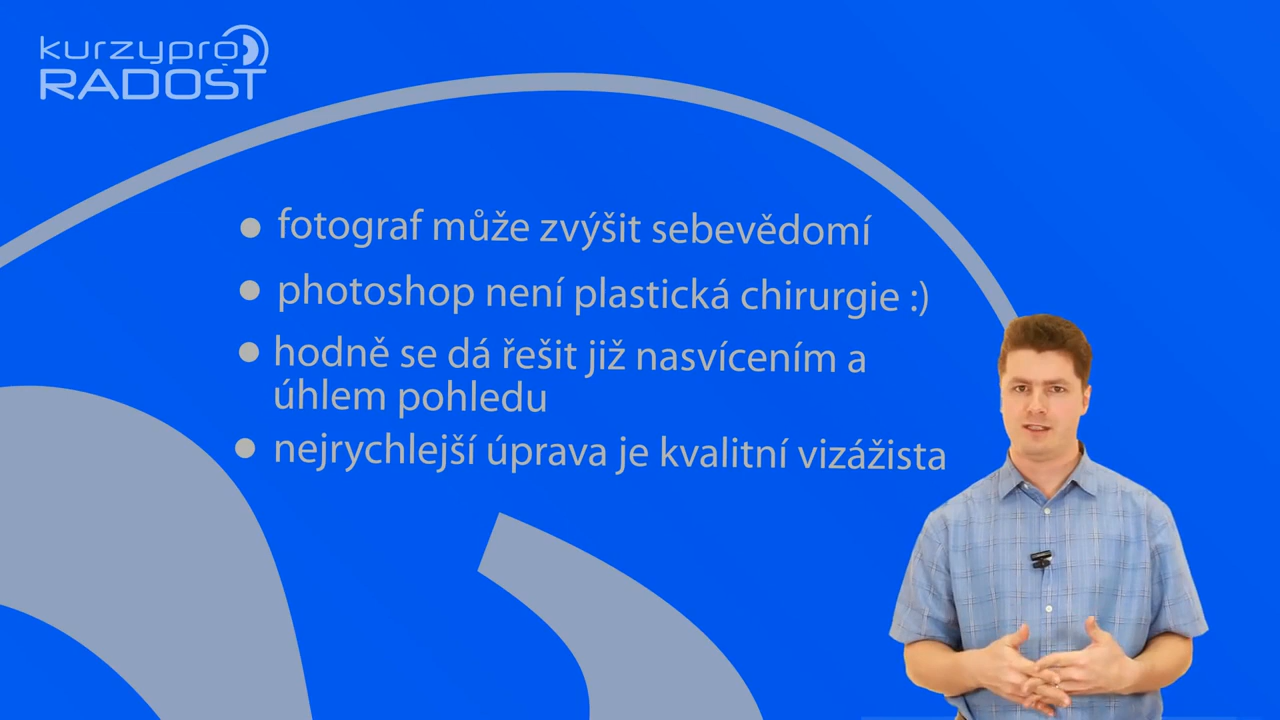 kurzypro
RADOST
fotograf může zvýšit sebevědomí
photoshop není plastická chirurgie :)
hodně se dá řešit již nasvícením a
úhlem pohledu
nejrychlejší úprava je kvalitní vizážista